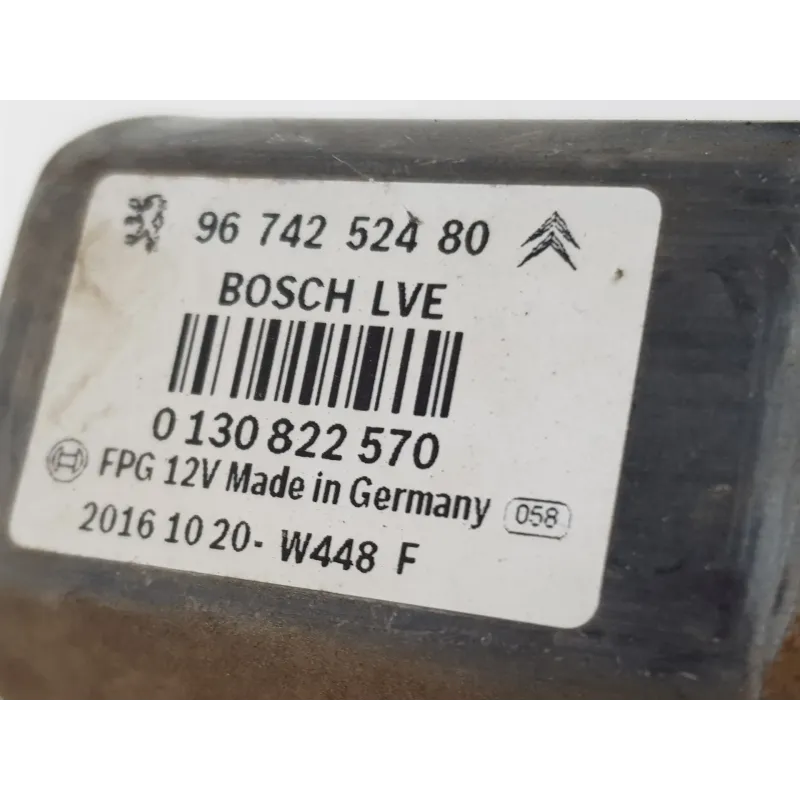 96 742 524 80
BOSCH LVE
0 130 822 570
FPG 12V Made in Germany 058
2016 10 20- W448 F